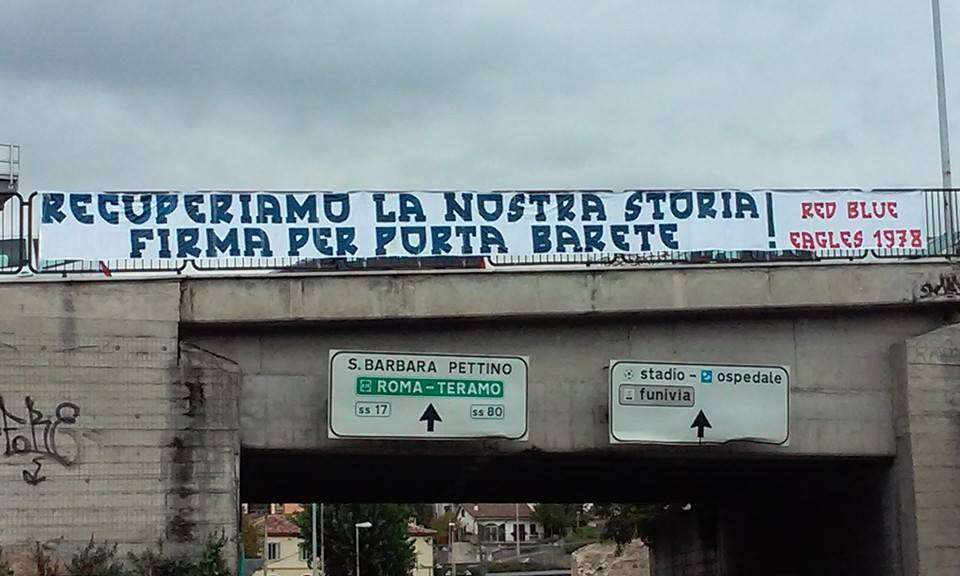 RECUPERIAMO LA NOSTRA STORIA!
FIRMA PER PORTA BARETE
RED BLUE
EAGLES 1978
S. BARBARA PETTINO
ROMA - TERAMO
ss 17
ss 80
stadio - ospedale
funivia